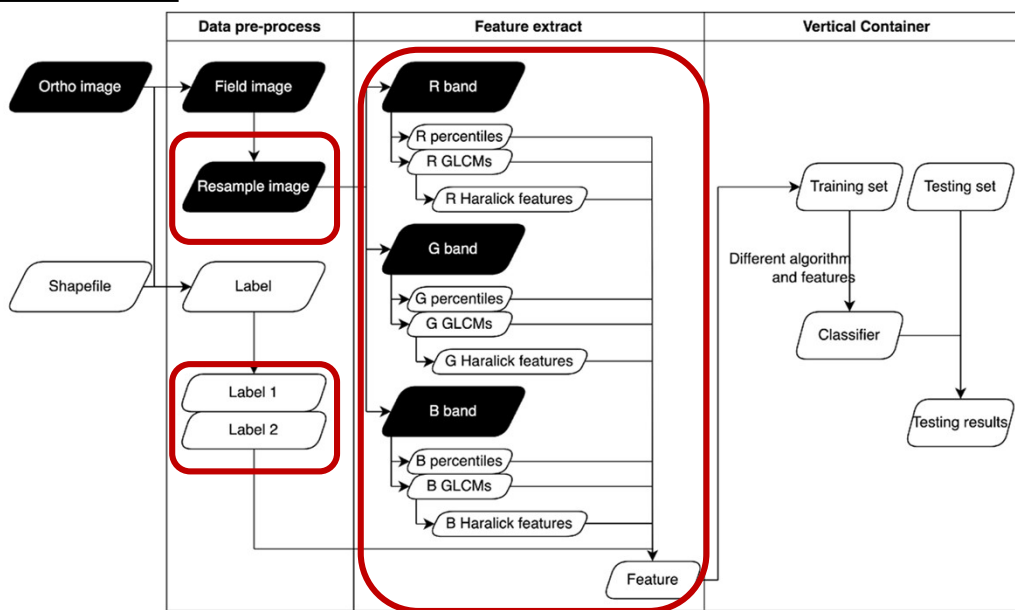 Data pre-process
Feature extract
Vertical Container
Ortho image
Field image
R band
R percentiles
R GLCMs
Resample image
R Haralick features
Training set
Testing set
G band
Different algorithm
and features
Shapefile
Label
G percentiles
G GLCMs
Classifier
G Haralick features
Label 1
B band
Label 2
Testing results
B percentiles
B GLCMs
B Haralick features
Feature